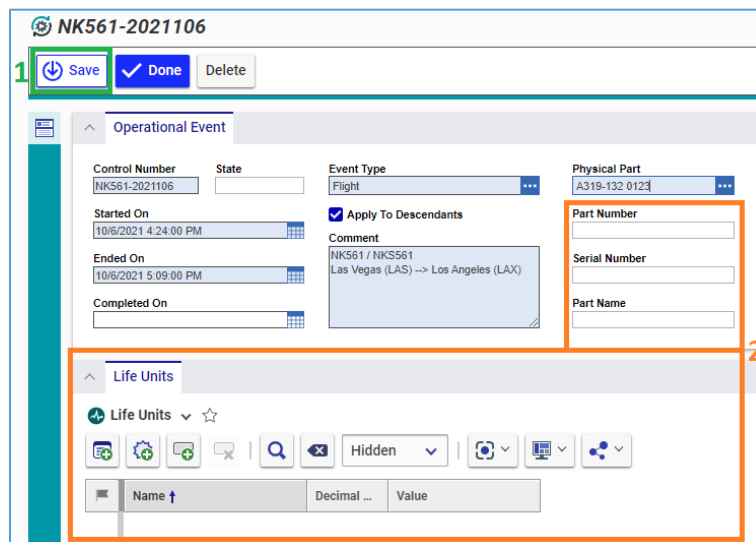 NK561-2021106
1
Save
Done
Delete
Operational Event
Control Number
State
Event Type
Physical Part
NK561-2021106
Flight
A319-132 0123
Started On
Apply To Descendants
Part Number
10/6/2021 4:24:00 PM
Comment
NK561 / NKS561
Las Vegas (LAS) --> Los Angeles (LAX)
Ended On
Serial Number
10/6/2021 5:09:00 PM
Completed On
Part Name
2
Life Units
Life Units
Hidden
Name
Decimal ...
Value